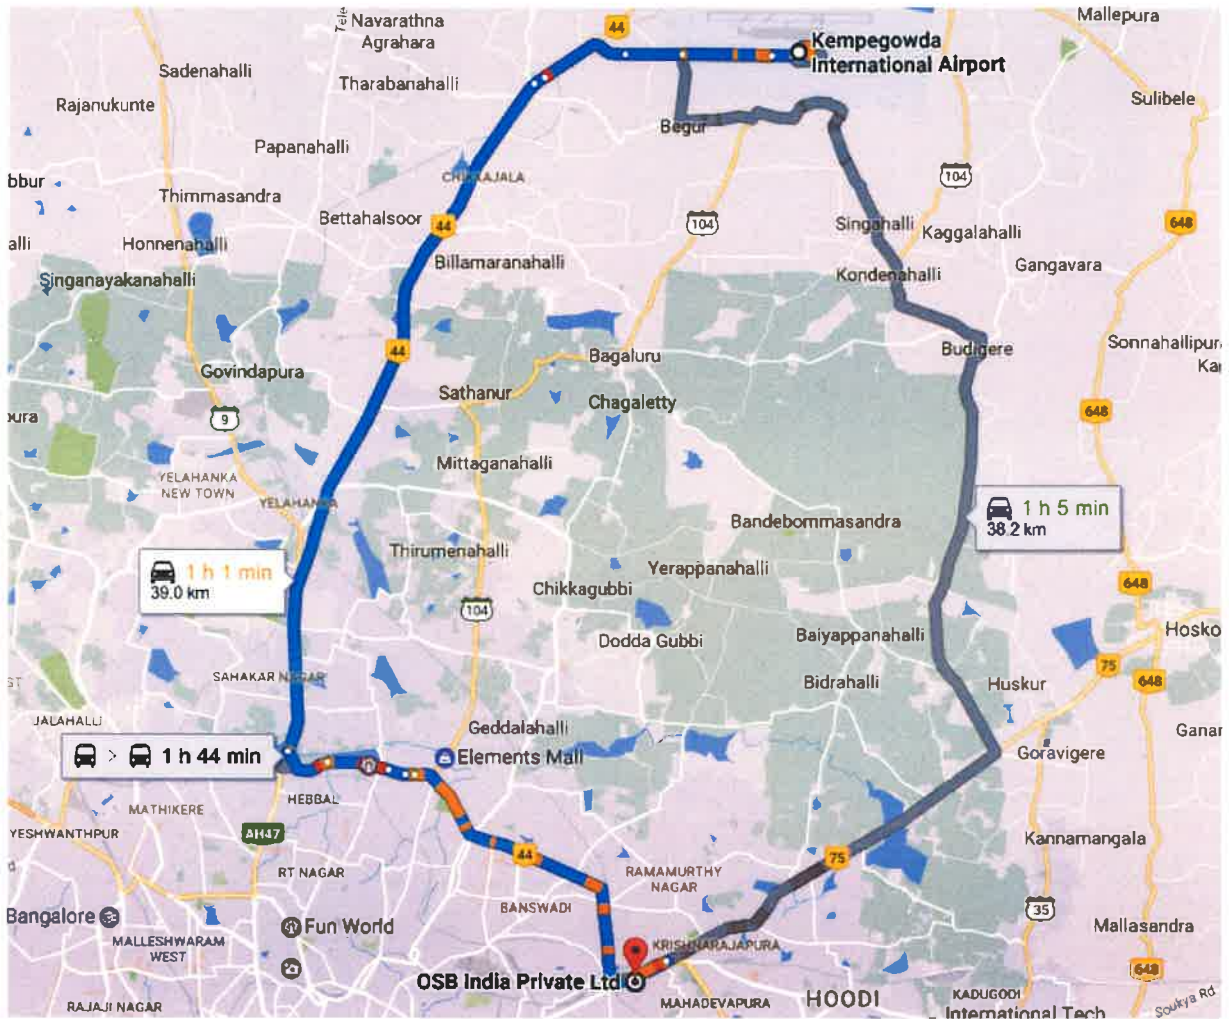 Navarathna
Agrahara
44
Mallepura
Kempegowda
International Airport
Sadenahalli
Tharabanahalli
Rajanukunte
Sulibele
Begur
Papanahalli
CHIKKAJALA
104
Thimmasandra
Bettahalsoor
44
104
Singahalli
Kaggalahalli
648
Honnenahalli
Billamaranahalli
Kondenahalli
Gangavara
Singanayakanahalli
44
Bagaluru
Budigere
Govindapura
Sathanur
Chagaletty
648
9
Mittaganahalli
YELAHANKA
NEW TOWN
YELAHANKA
1 h 5 min
38.2 km
Bandebommasandra
Thirumenahalli
1 h 1 min
39.0 km
Yerappanahalli
Chikkagubbi
648
104
Dodda Gubbi
Baiyappanahalli
75
SAHAKAR NAGAR
Bidrahalli
Huskur
648
JALAHALLI
Geddalahalli
1 h 44 min
Elements Mall
Goravigere
HEBBAL
MATHIKERE
YESHWANTHPUR
AH47
44
75
Kannamangala
RT NAGAR
RAMAMURTHY
NAGAR
BANSWADI
35
Bangalore
Fun World
Mallasandra
MALLESHWARAM
WEST
KRISHNARAJAPURA
OSB India Private Ltd
648
RAJAJI NAGAR
MAHADEVAPURA
HOODI
KADUGODI
International Tech
Soukya Rd